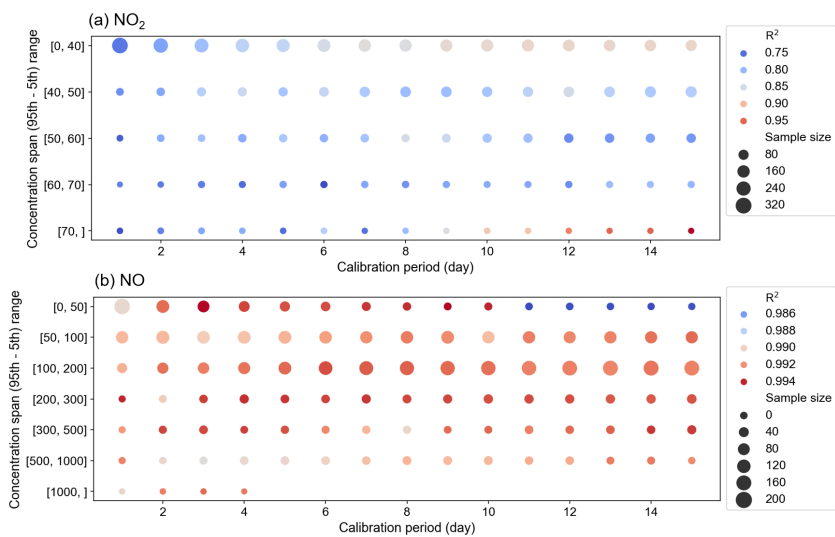 (a) NO2
Concentration span (95th - 5th) range
[0, 40]
[40, 50]
[50, 60]
[60, 70]
[70, ]
2 4 6 8 10 12 14
Calibration period (day)
R2
0.75
0.80
0.85
0.90
0.95
Sample size
80
160
240
320
(b) NO
Concentration span (95th - 5th) range
[0, 50]
[50, 100]
[100, 200]
[200, 300]
[300, 500]
[500, 1000]
[1000, ]
2 4 6 8 10 12 14
Calibration period (day)
R2
0.986
0.988
0.990
0.992
0.994
Sample size
0
40
80
120
160
200